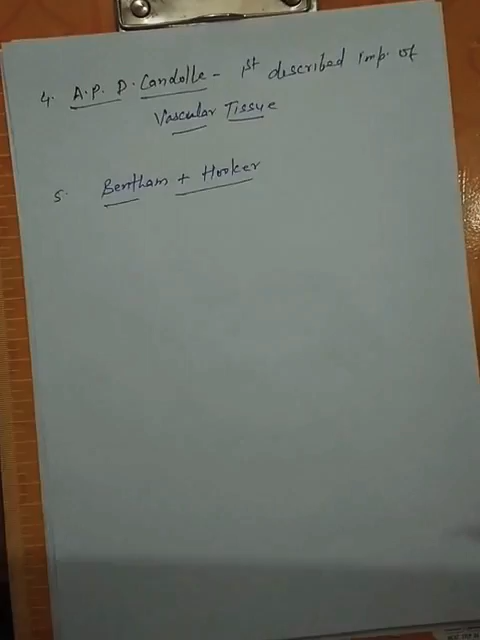 4. A.P. D. Candolle - 1st described imp. of
Vascular Tissue
5. Bentham + Hooker